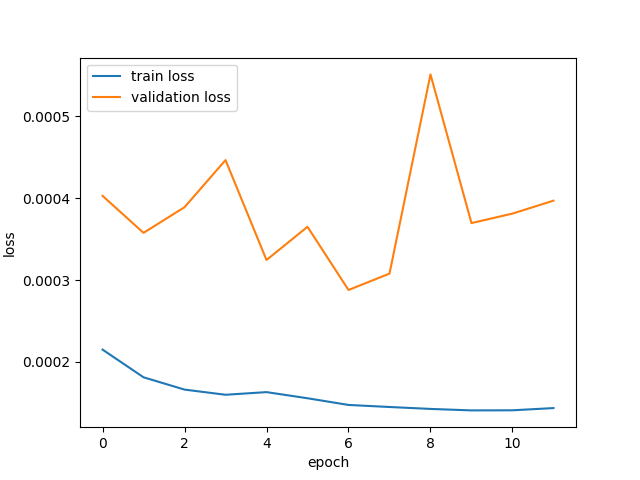 train loss
validation loss
0.0005
0.0004
0.0003
0.0002
loss
0 2 4 6 8 10
epoch